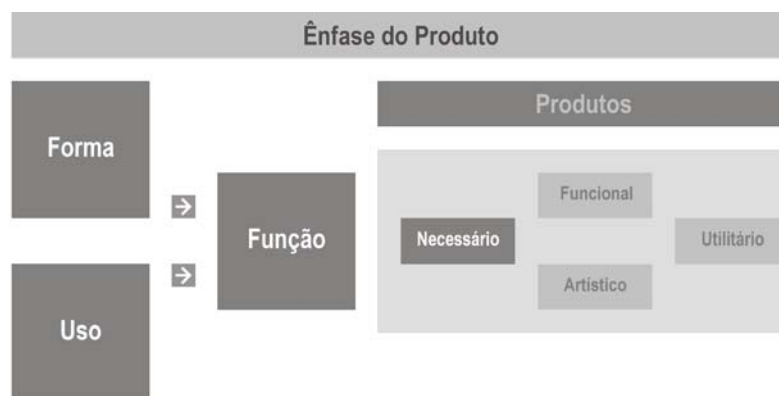 Ênfase do Produto
Produtos
Forma
Funcional
Função
Necessário
Utilitário
Artístico
Uso